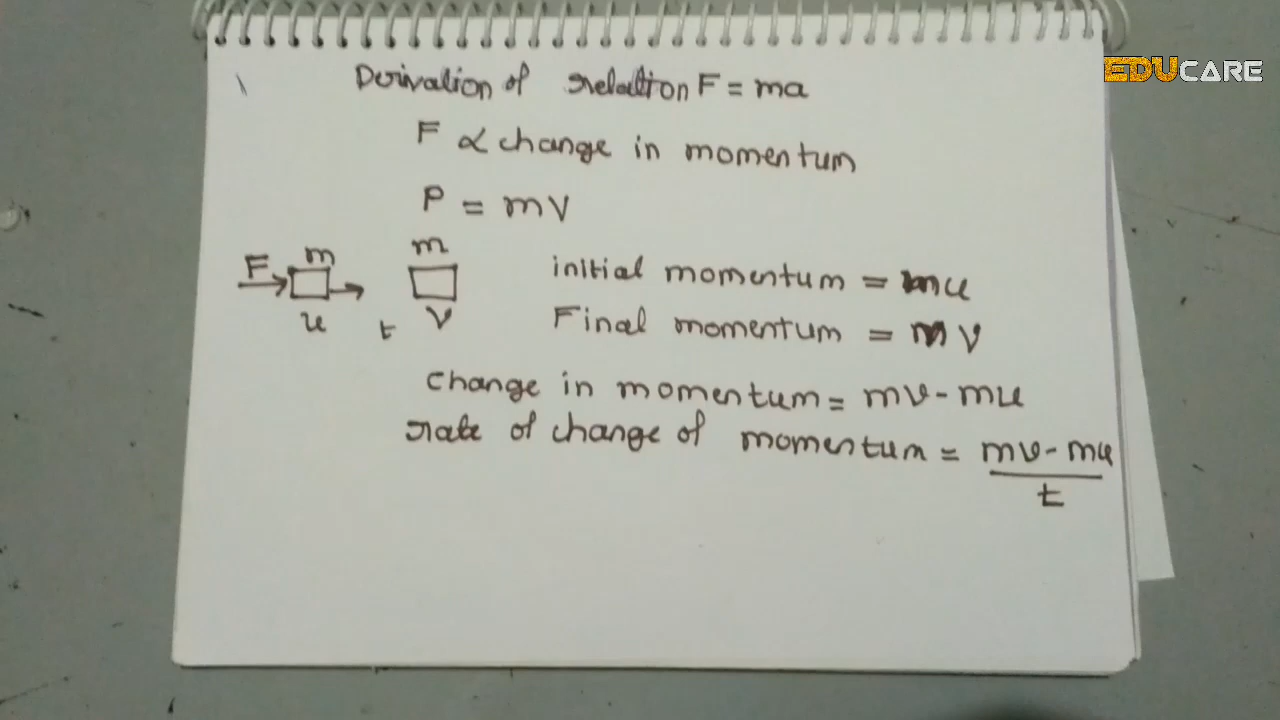 EDUCARE
Derivation of relation F = ma
F ∝ change in momentum
P = mv
F m
u
t
m
v
initial momentum = mu
Final momentum = mv
change in momentum = mv - mu
rate of change of momentum = mv - mu
t